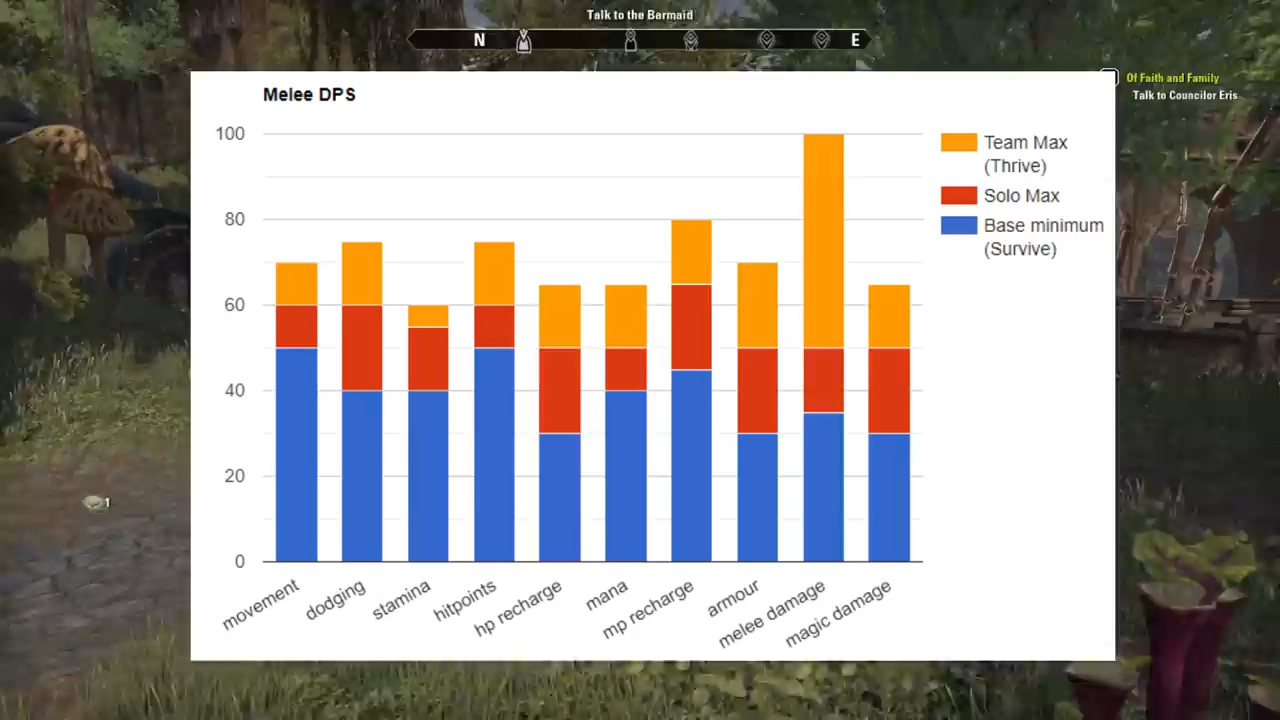 Talk to the Barmaid
N
E
Of Faith and Family
Talk to Councilor Eris
Melee DPS
100
80
60
40
20
0
Team Max
(Thrive)
Solo Max
Base minimum
(Survive)
movement
dodging
stamina
hitpoints
hp recharge
mana
mp recharge
armour
melee damage
magic damage
1